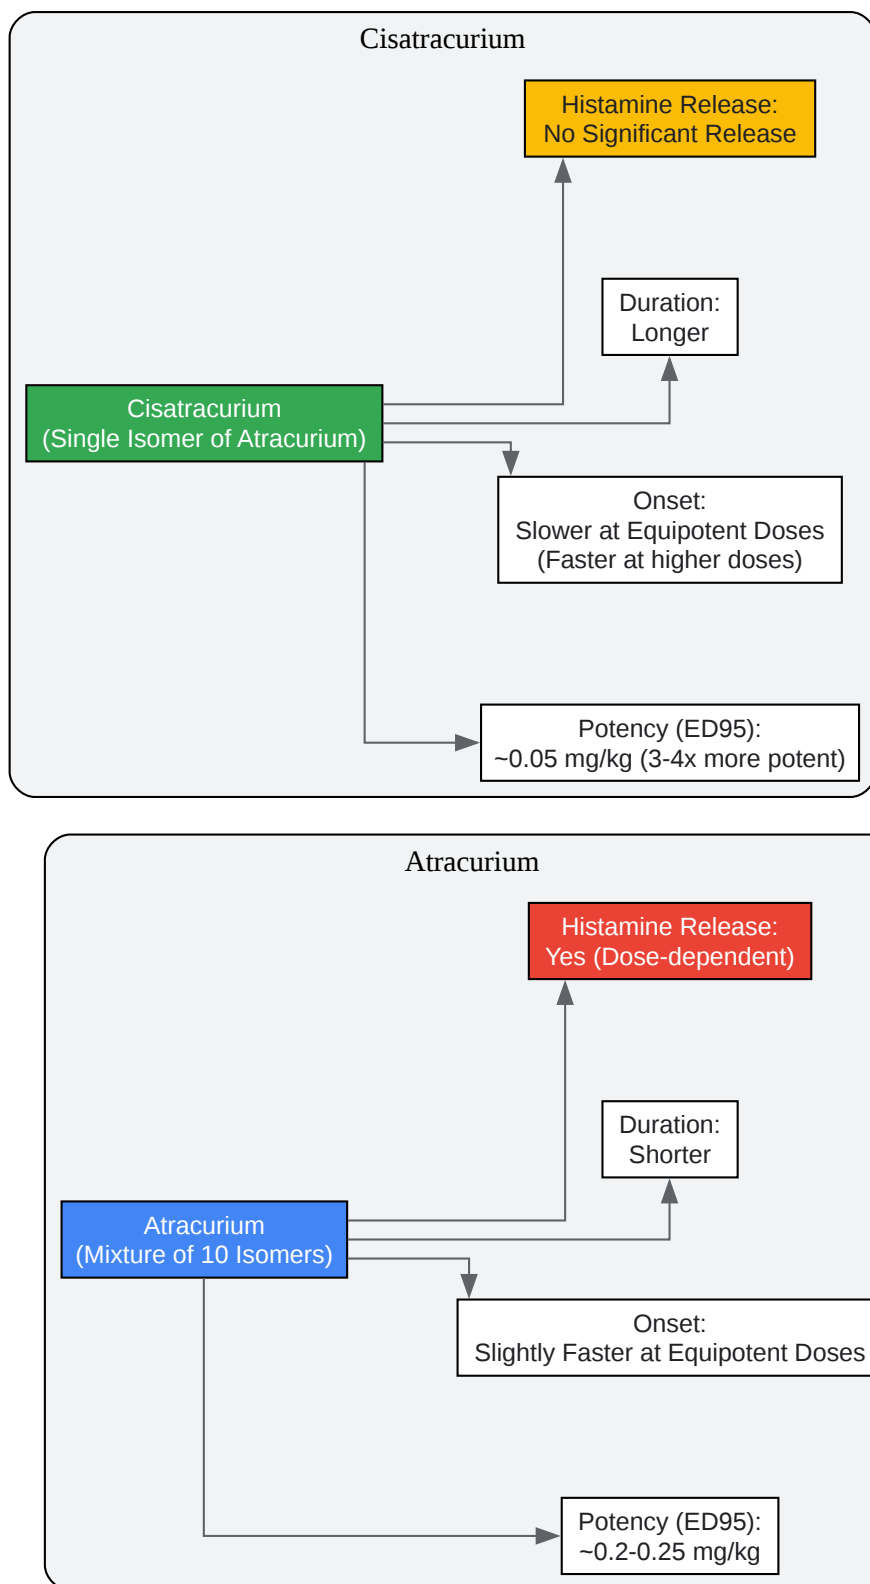 Cisatracurium
Histamine Release:
No Significant Release
Duration:
Longer
Cisatracurium
(Single Isomer of Atracurium)
Onset:
Slower at Equipotent Doses
(Faster at higher doses)
Potency (ED95):
~0.05 mg/kg (3-4x more potent)
Atracurium
Histamine Release:
Yes (Dose-dependent)
Duration:
Shorter
Atracurium
(Mixture of 10 Isomers)
Onset:
Slightly Faster at Equipotent Doses
Potency (ED95):
~0.2-0.25 mg/kg